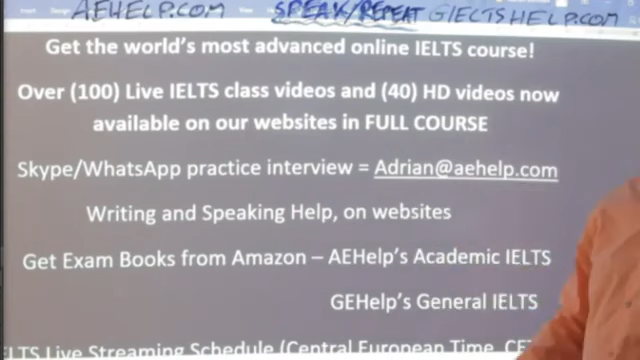 AEHELP.COM SPEAK/REPEAT GIELTSHELP.COM
Get the world's most advanced online IELTS course!
Over (100) Live IELTS class videos and (40) HD videos now
available on our websites in FULL COURSE
Skype/WhatsApp practice interview = Adrian@aehelp.com
Writing and Speaking Help, on websites
Get Exam Books from Amazon – AEHelp's Academic IELTS
GEHelp's General IELTS
Live Streaming Schedule (Central European Time,